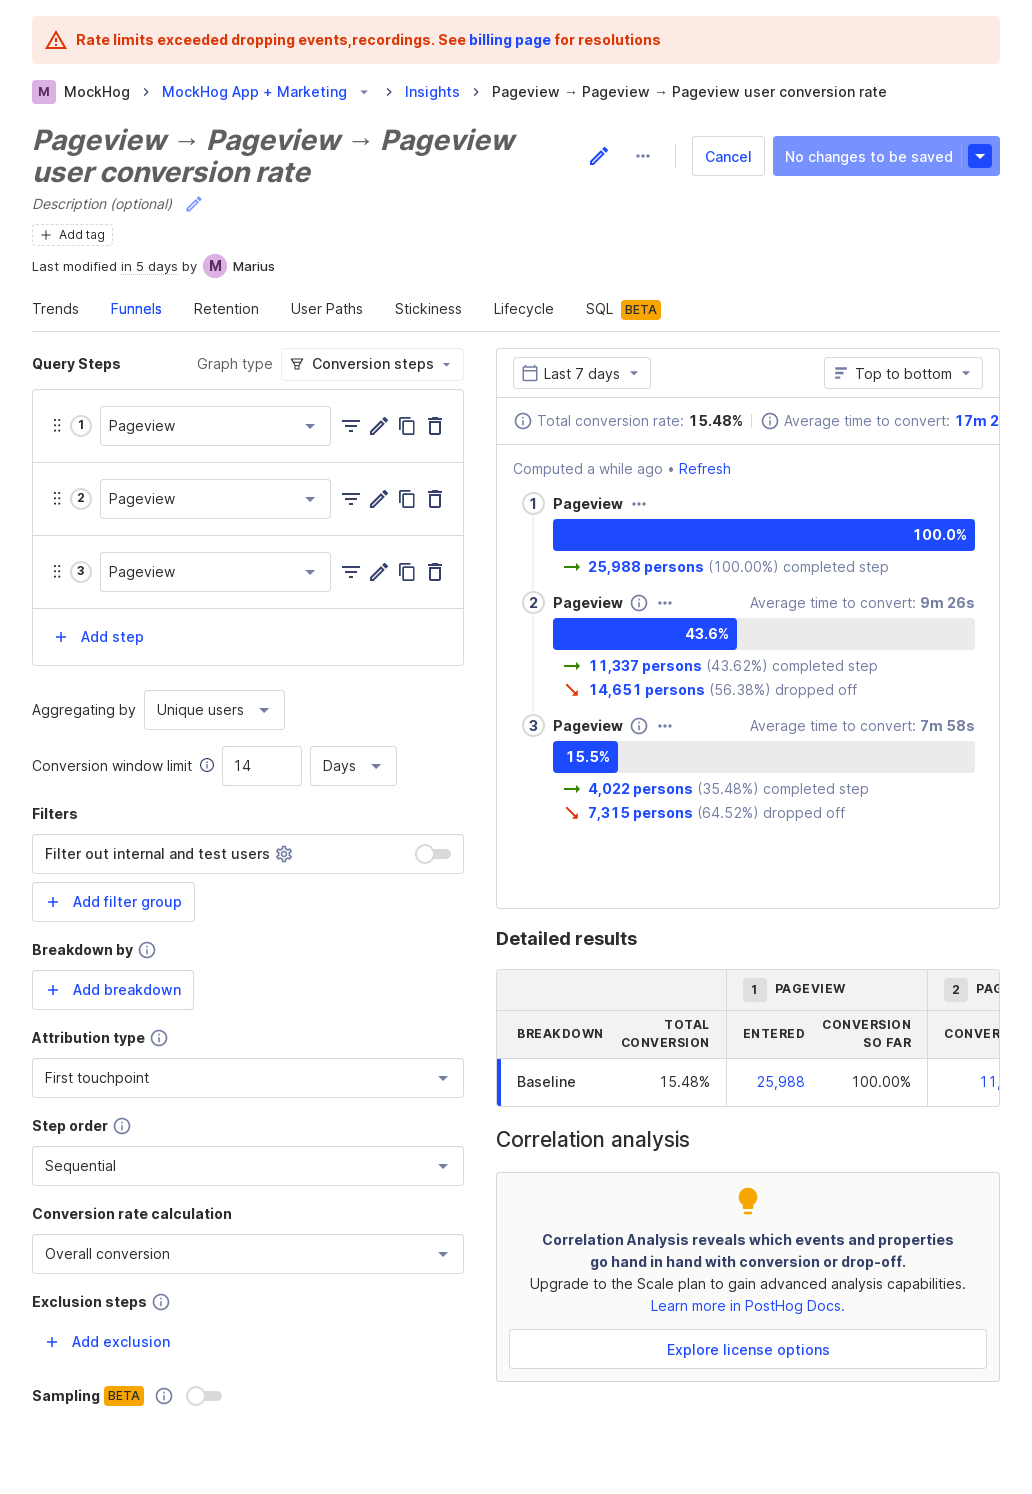 Rate limits exceeded dropping events,recordings. See billing page for resolutions
M MockHog MockHog App + Marketing Insights Pageview → Pageview → Pageview user conversion rate
Pageview → Pageview → Pageview
user conversion rate
Cancel
No changes to be saved
Description (optional)
Add tag
Last modified in 5 days by M Marius
Trends Funnels Retention User Paths Stickiness Lifecycle SQL BETA
Query Steps Graph type Conversion steps
1 Pageview
2 Pageview
3 Pageview
Add step
Aggregating by Unique users
Conversion window limit 14 Days
Filters
Filter out internal and test users
Add filter group
Breakdown by
Add breakdown
Attribution type
First touchpoint
Step order
Sequential
Conversion rate calculation
Overall conversion
Exclusion steps
Add exclusion
Sampling BETA
Last 7 days Top to bottom
Total conversion rate: 15.48% Average time to convert: 17m 2
Computed a while ago • Refresh
1 Pageview
100.0%
25,988 persons (100.00%) completed step
2 Pageview Average time to convert: 9m 26s
43.6%
11,337 persons (43.62%) completed step
14,651 persons (56.38%) dropped off
3 Pageview Average time to convert: 7m 58s
15.5%
4,022 persons (35.48%) completed step
7,315 persons (64.52%) dropped off
Detailed results
1 PAGEVIEW 2 PAG
BREAKDOWN TOTAL CONVERSION ENTERED CONVERSION SO FAR CONVER
Baseline 15.48% 25,988 100.00% 11,
Correlation analysis
Correlation Analysis reveals which events and properties
go hand in hand with conversion or drop-off.
Upgrade to the Scale plan to gain advanced analysis capabilities.
Learn more in PostHog Docs.
Explore license options